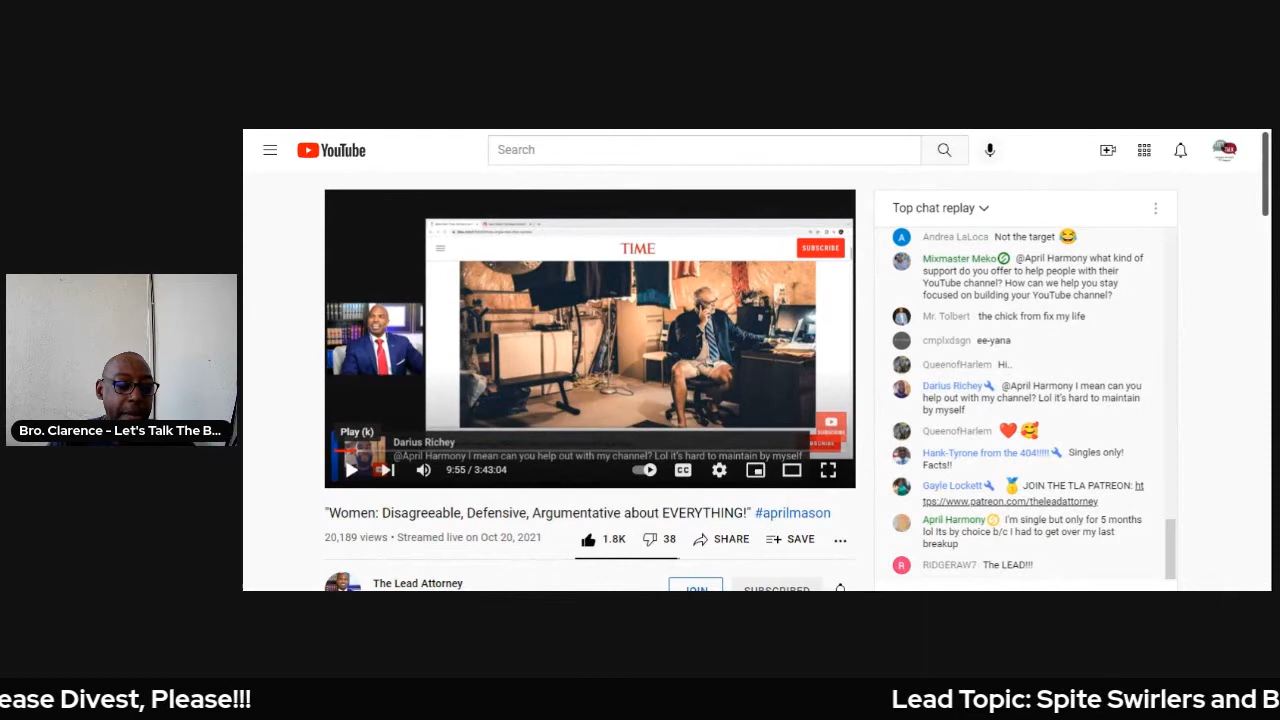 YouTube
Search
TIME
SUBSCRIBE
SUBSCRIBE
Play (k)
Darius Richey
@April Harmony I mean can you help out with my channel? Lol it's hard to maintain by myself
9:55 / 3:43:04
CC
"Women: Disagreeable, Defensive, Argumentative about EVERYTHING!" #aprilmason
20,189 views • Streamed live on Oct 20, 2021
1.8K
38
SHARE
SAVE
The Lead Attorney
JOIN
SUBSCRIBED
Top chat replay
A
Andrea LaLoca Not the target 😂
Mixmaster Meko @April Harmony what kind of
support do you offer to help people with their
YouTube channel? How can we help you stay
focused on building your YouTube channel?
Mr. Tolbert the chick from fix my life
cmplxdsgn ee-yana
QueenofHarlem Hi..
Darius Richey @April Harmony I mean can you
help out with my channel? Lol it's hard to maintain
by myself
QueenofHarlem ❤️🥰
Hank-Tyrone from the 404!!!!! Singles only!
Facts!!
Gayle Lockett 🥇 JOIN THE TLA PATREON: ht
tps://www.patreon.com/theleadattorney
April Harmony I'm single but only for 5 months
lol Its by choice b/c I had to get over my last
breakup
R
RIDGERAW7 The LEAD!!!
Bro. Clarence - Let's Talk The B...
ease Divest, Please!!!
Lead Topic: Spite Swirlers and B